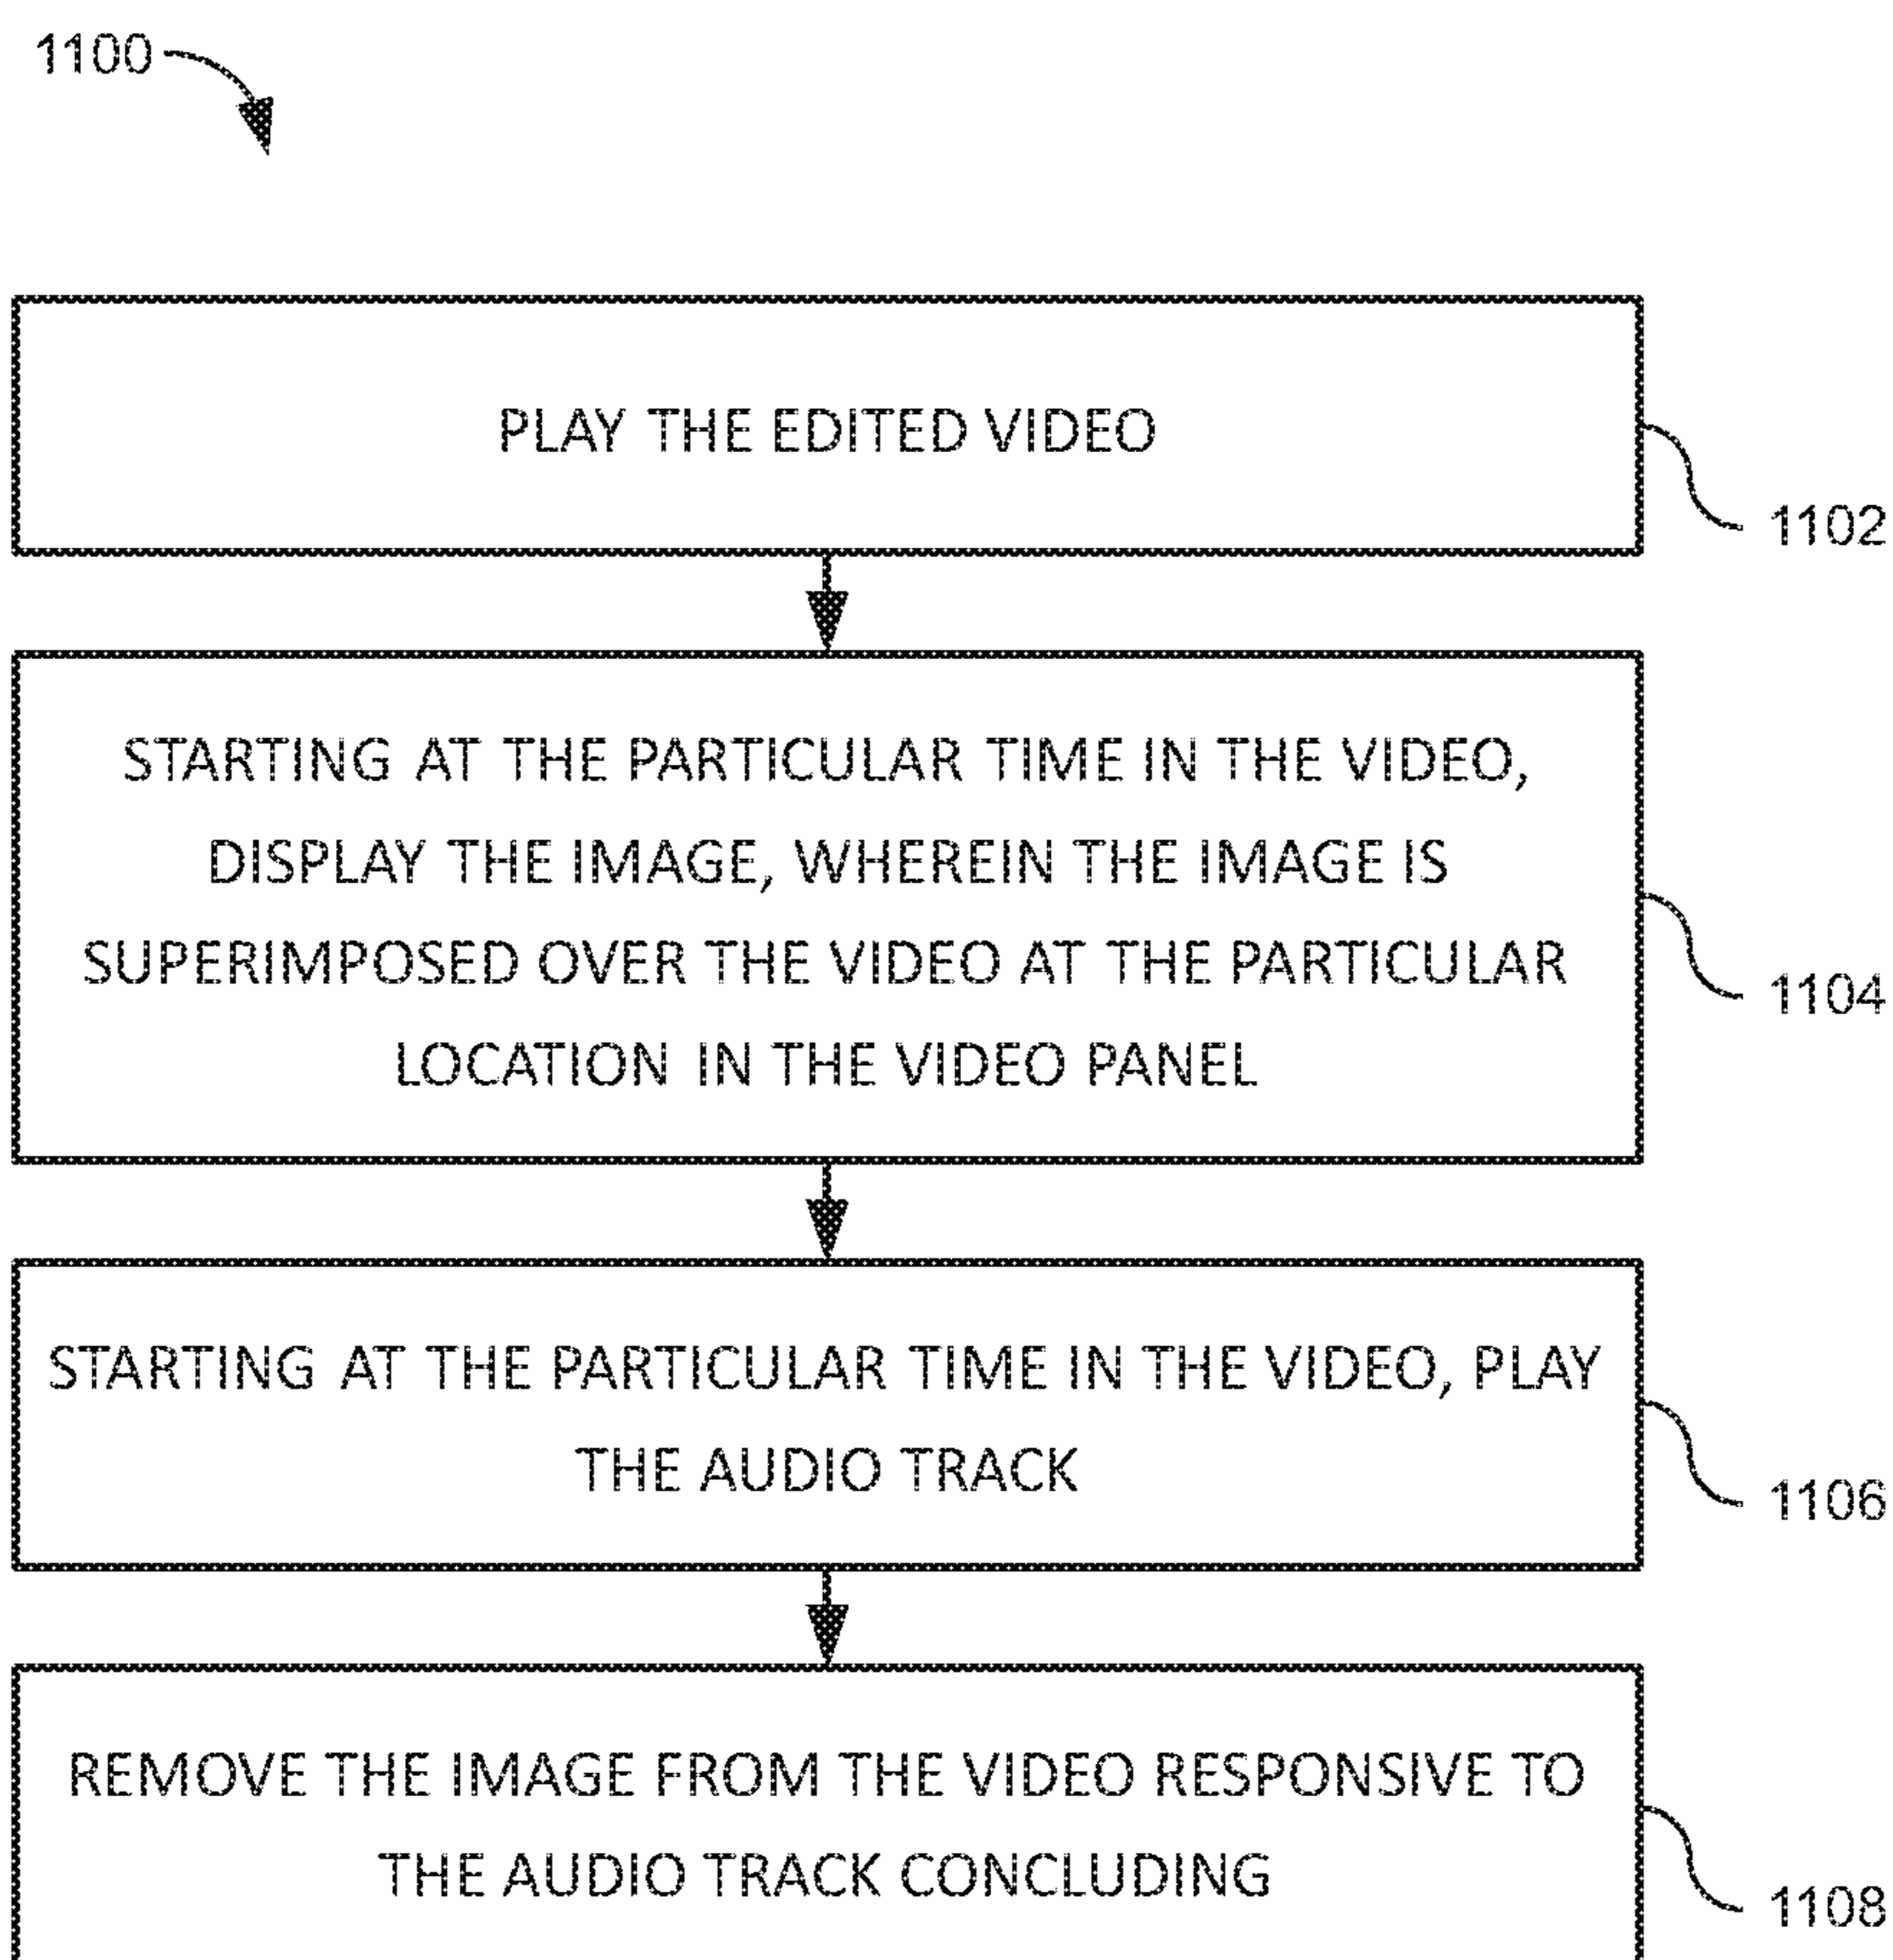 1100
PLAY THE EDITED VIDEO
1102
STARTING AT THE PARTICULAR TIME IN THE VIDEO,
DISPLAY THE IMAGE, WHEREIN THE IMAGE IS
SUPERIMPOSED OVER THE VIDEO AT THE PARTICULAR
LOCATION IN THE VIDEO PANEL
1104
STARTING AT THE PARTICULAR TIME IN THE VIDEO, PLAY
THE AUDIO TRACK
1106
REMOVE THE IMAGE FROM THE VIDEO RESPONSIVE TO
THE AUDIO TRACK CONCLUDING
1108